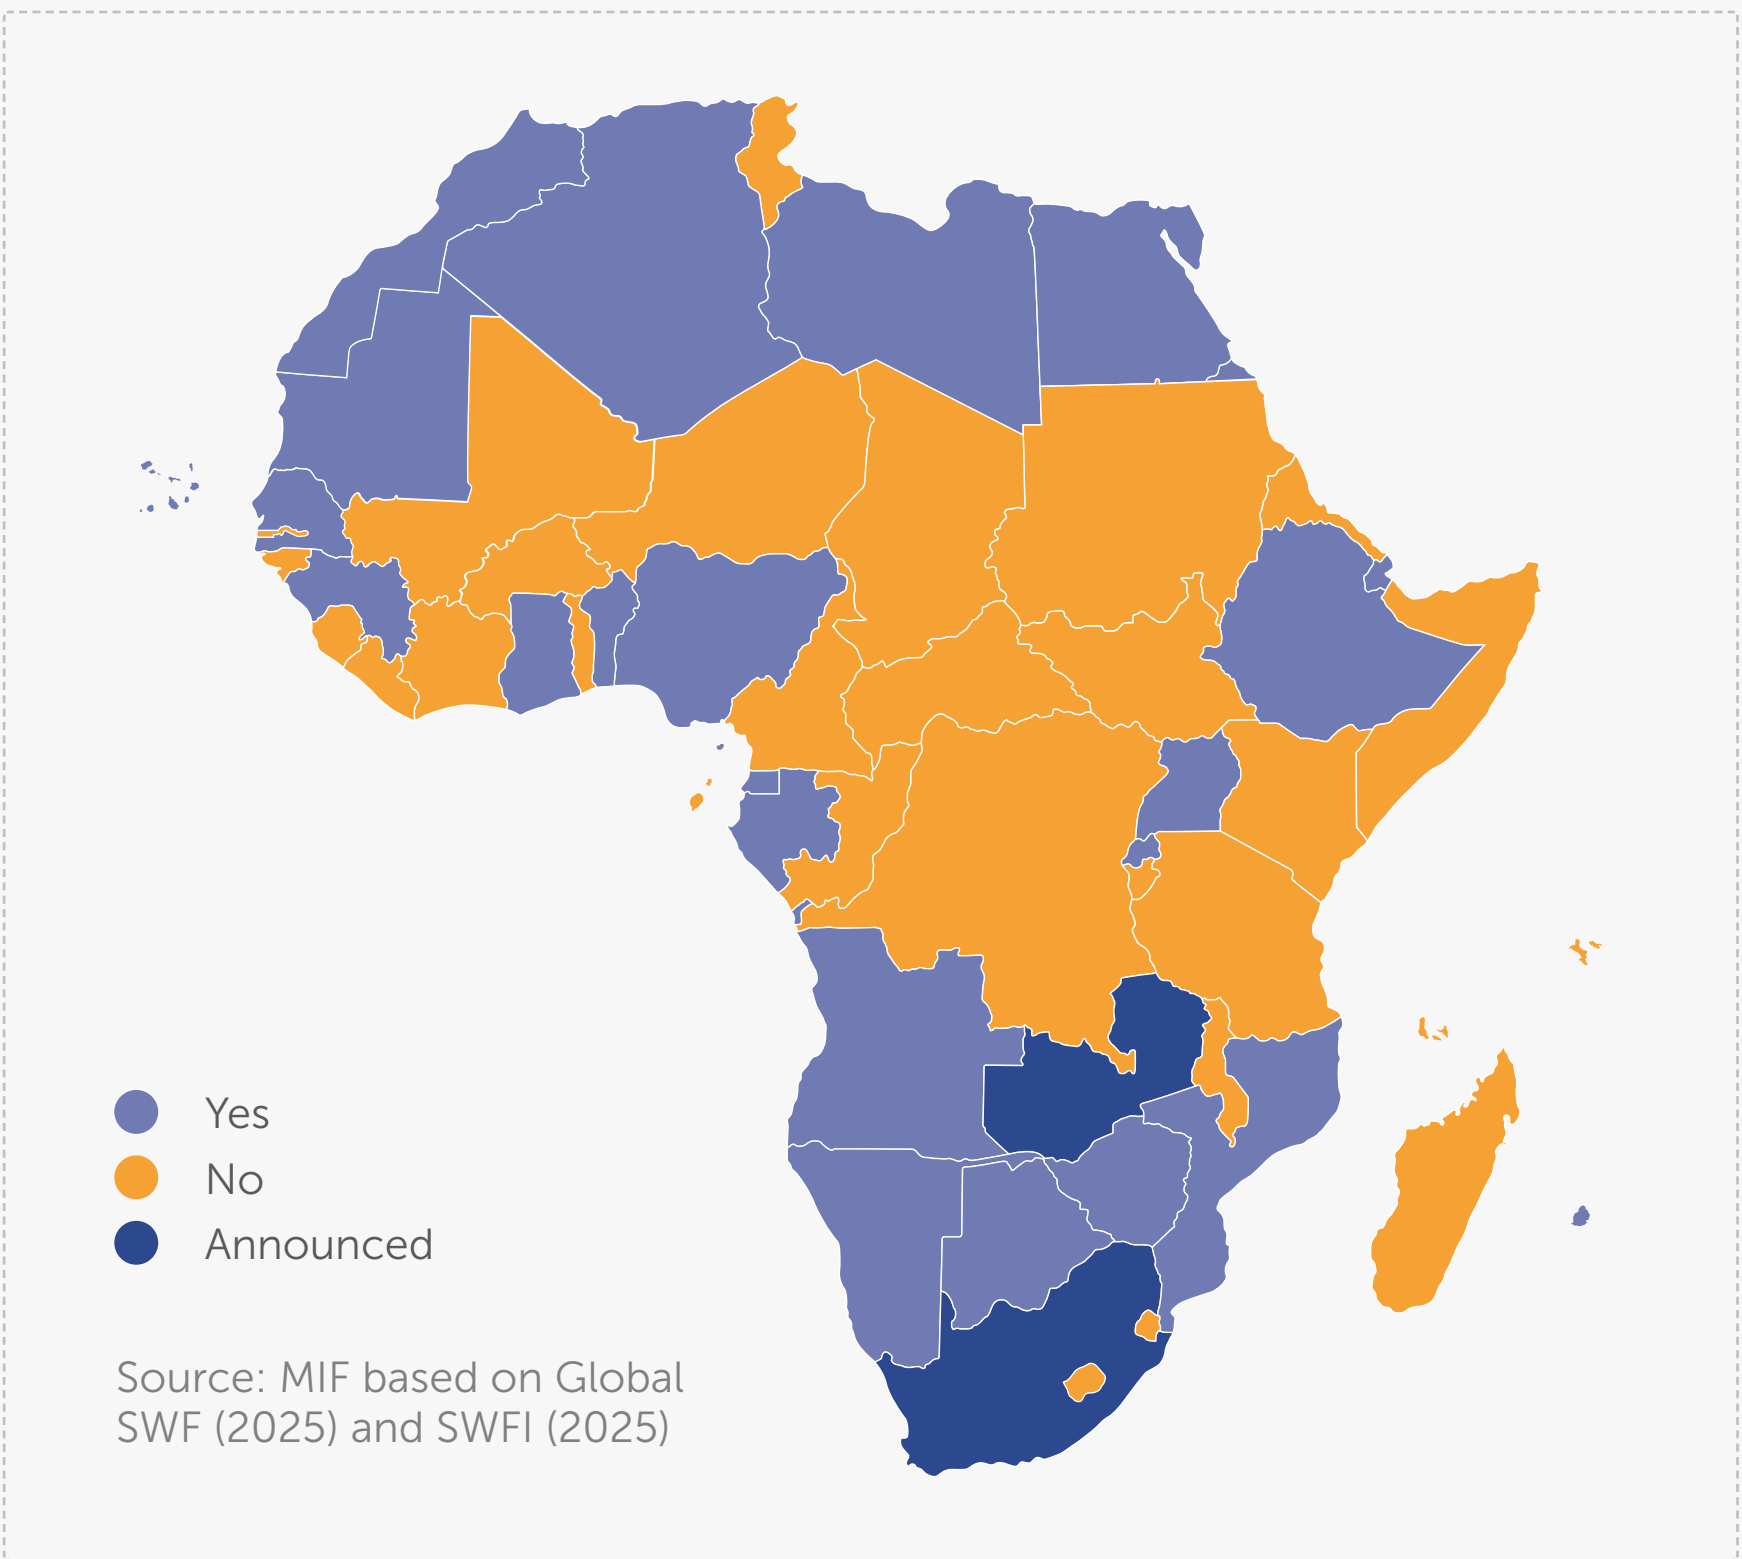 Yes
No
Announced
Source: MIF based on Global
SWF (2025) and SWFI (2025)